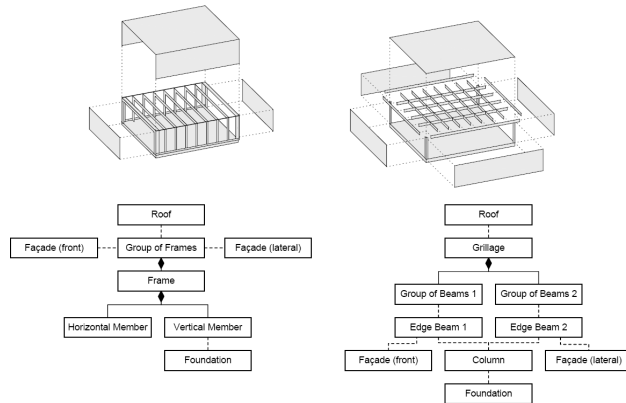 Roof
Façade (front) Group of Frames Façade (lateral)
Frame
Horizontal Member Vertical Member
Foundation
Roof
Grillage
Group of Beams 1 Group of Beams 2
Edge Beam 1 Edge Beam 2
Façade (front) Column Façade (lateral)
Foundation